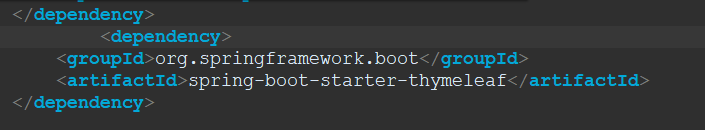 </dependency>
<dependency>
<groupId>org.springframework.boot</groupId>
<artifactId>spring-boot-starter-thymeleaf</artifactId>
</dependency>